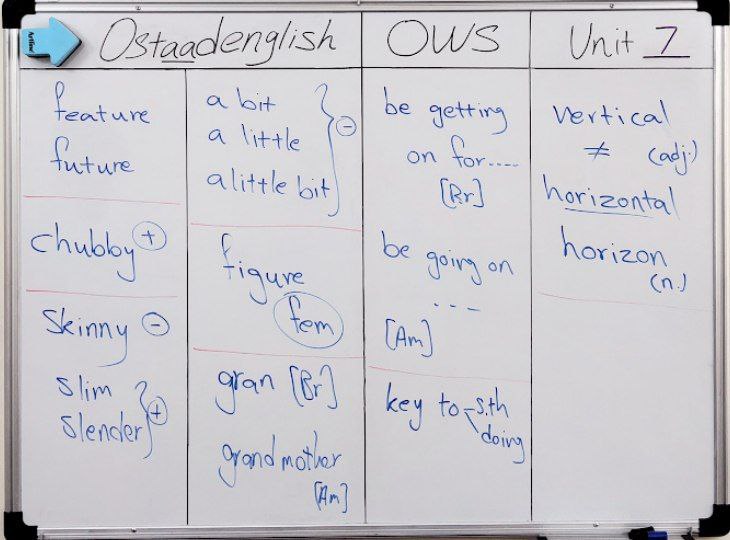 Ostaadenglish OWS Unit 7
feature
future
chubby +
Skinny -
slim
slender +
a bit
a little
a little bit -
figure
fem
gran [Br]
grandmother
[Am]
be getting
on for....
[Br]
be going on
...
[Am]
key to s.th
doing
vertical
≠ (adj.)
horizontal
horizon
(n.)